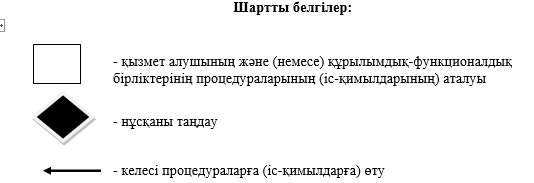 Шартты белгілер:
- қызмет алушының және (немесе) құрылымдық-функционалдық
бірліктерінің процедураларының (іс-қимылдарының) аталуы
- нұсқаны таңдау
- келесі процедураларға (іс-қимылдарға) өту